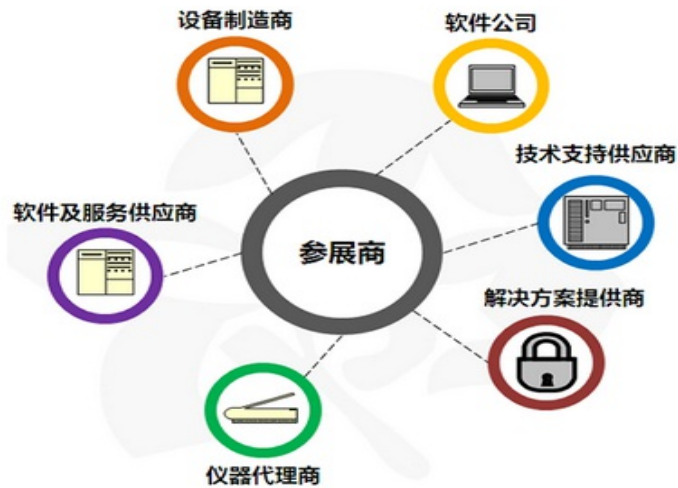 设备制造商
软件公司
技术支持供应商
软件及服务供应商
参展商
解决方案提供商
仪器代理商